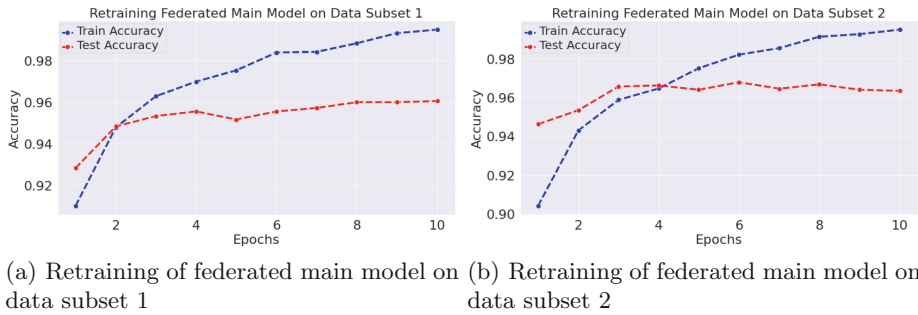 Retraining Federated Main Model on Data Subset 1
Train Accuracy
Test Accuracy
0.98
0.96
0.94
0.92
Accuracy
2 4 6 8 10
Epochs
Retraining Federated Main Model on Data Subset 2
Train Accuracy
Test Accuracy
0.98
0.96
0.94
0.92
0.90
Accuracy
2 4 6 8 10
Epochs
(a) Retraining of federated main model on
data subset 1
(b) Retraining of federated main model on
data subset 2